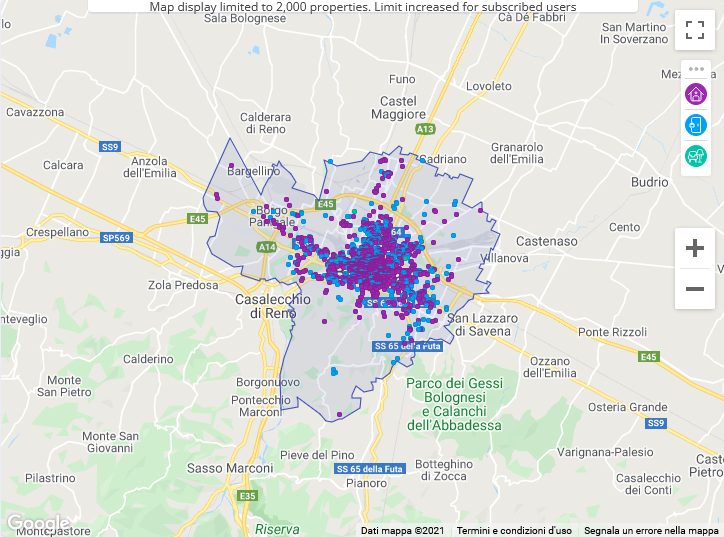 Map display limited to 2,000 properties. Limit increased for subscribed users
Sala Bolognese
Cà De' Fabbri
San Martino
In Soverzano
Funo
Lovoleto
Castel
Maggiore
Cavazzona
Calderara
di Reno
A13
SS9
Granarolo
dell'Emilia
Cadriano
Anzola
dell'Emilia
Calcara
Bargellino
Budrio
E45
Borgo
Panigale
E45
Cento
Crespellano
SP569
64
Castenaso
A14
Villanova
Zola Predosa
Casalecchio
di Reno
San Lazzaro
di Savena
Ponte Rizzoli
SS 65 della Futa
E45
Calderino
Ozzano
dell'Emilia
Monte
San Pietro
Borgonuovo
Parco dei Gessi
Bolognesi
e Calanchi
dell'Abbadessa
Pontecchio
Marconi
Osteria Grande
SS9
Monte San
Giovanni
Varignana-Palesio
Pieve del Pino
Sasso Marconi
SS 65 della Futa
Botteghino
di Zocca
Pilastrino
Pianoro
Casalecchio
dei Conti
E35
Riserva
Google
Montepastore
Dati mappa ©2021
Termini e condizioni d'uso
Segnala un errore nella mappa